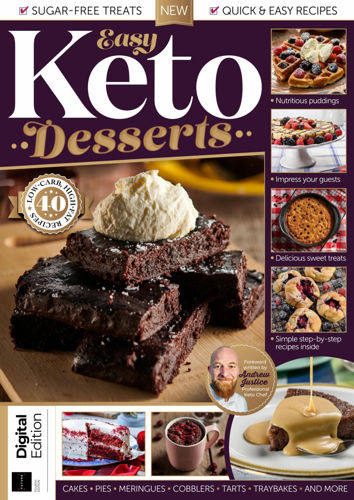 SUGAR-FREE TREATS
NEW
QUICK & EASY RECIPES
Easy
Keto
Desserts
• Nutritious puddings
• Impress your guests
• Delicious sweet treats
• Simple step-by-step
recipes inside
LOW-CARB, HIGH-FAT RECIPES
40
Foreword
written by
Andrew
Justice
Professional
Keto Chef
Digital
Edition
CAKES • PIES • MERINGUES • COBBLERS • TARTS • TRAYBAKES • AND MORE